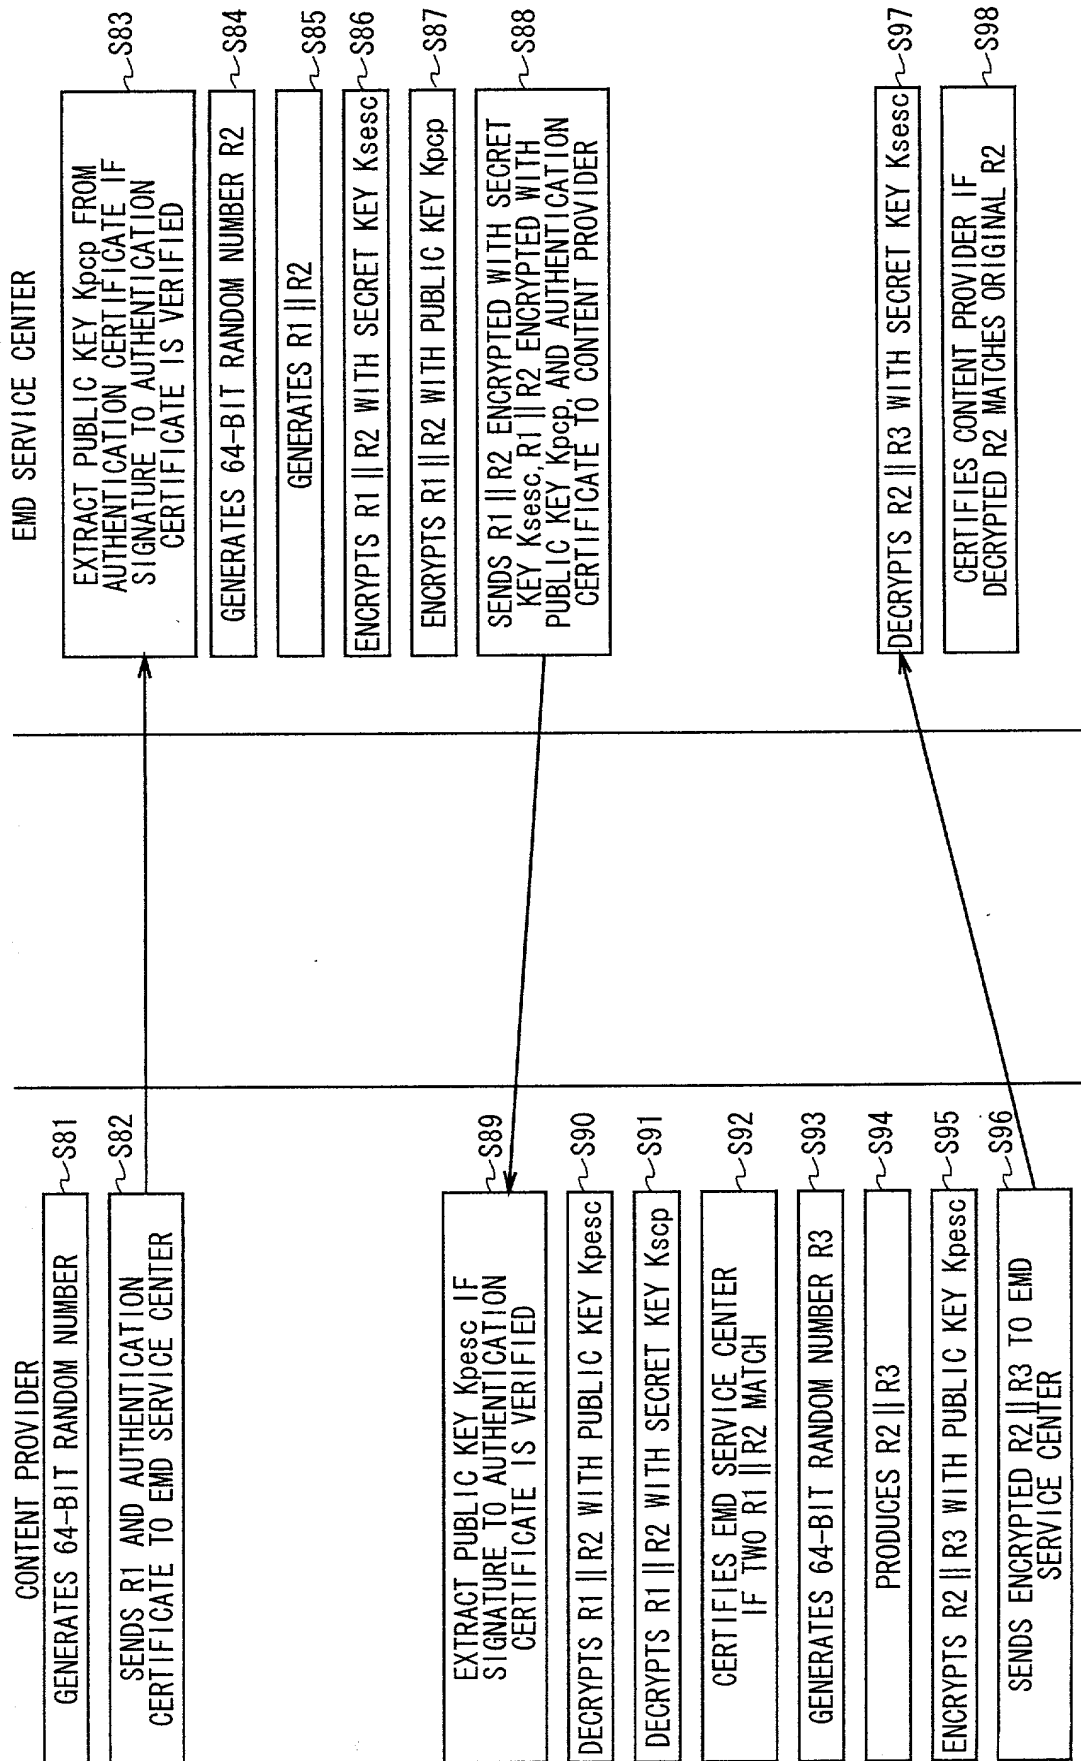 CONTENT PROVIDER
GENERATES 64-BIT RANDOM NUMBER
S81
SENDS R1 AND AUTHENTICATION
CERTIFICATE TO EMD SERVICE CENTER
S82
EXTRACT PUBLIC KEY Kpesc IF
SIGNATURE TO AUTHENTICATION
CERTIFICATE IS VERIFIED
S89
DECRYPTS R1 || R2 WITH PUBLIC KEY Kpesc
S90
DECRYPTS R1 || R2 WITH SECRET KEY Kscp
S91
CERTIFIES EMD SERVICE CENTER
IF TWO R1 || R2 MATCH
S92
GENERATES 64-BIT RANDOM NUMBER R3
S93
PRODUCES R2 || R3
S94
ENCRYPTS R2 || R3 WITH PUBLIC KEY Kpesc
S95
SENDS ENCRYPTED R2 || R3 TO EMD
SERVICE CENTER
S96
EMD SERVICE CENTER
EXTRACT PUBLIC KEY Kpcp FROM
AUTHENTICATION CERTIFICATE IF
SIGNATURE TO AUTHENTICATION
CERTIFICATE IS VERIFIED
S83
GENERATES 64-BIT RANDOM NUMBER R2
S84
GENERATES R1 || R2
S85
ENCRYPTS R1 || R2 WITH SECRET KEY Ksesc
S86
ENCRYPTS R1 || R2 WITH PUBLIC KEY Kpcp
S87
SENDS R1 || R2 ENCRYPTED WITH SECRET
KEY Ksesc, R1 || R2 ENCRYPTED WITH
PUBLIC KEY Kpcp, AND AUTHENTICATION
CERTIFICATE TO CONTENT PROVIDER
S88
DECRYPTS R2 || R3 WITH SECRET KEY Ksesc
S97
CERTIFIES CONTENT PROVIDER IF
DECRYPTED R2 MATCHES ORIGINAL R2
S98